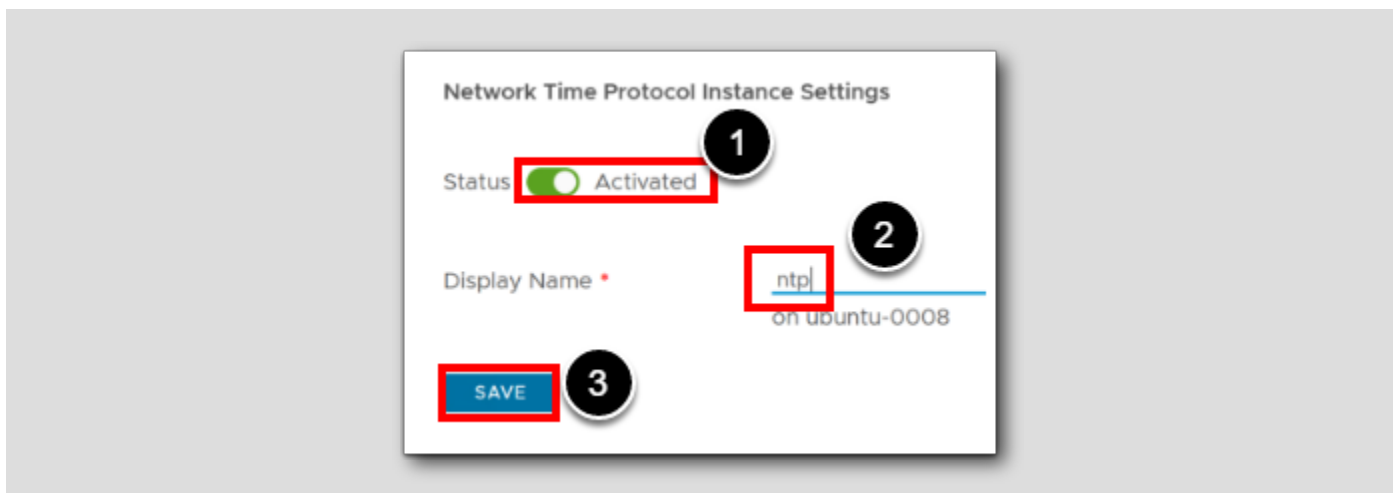 Network Time Protocol Instance Settings
1
Status Activated
2
Display Name * ntp
on ubuntu-0008
SAVE 3